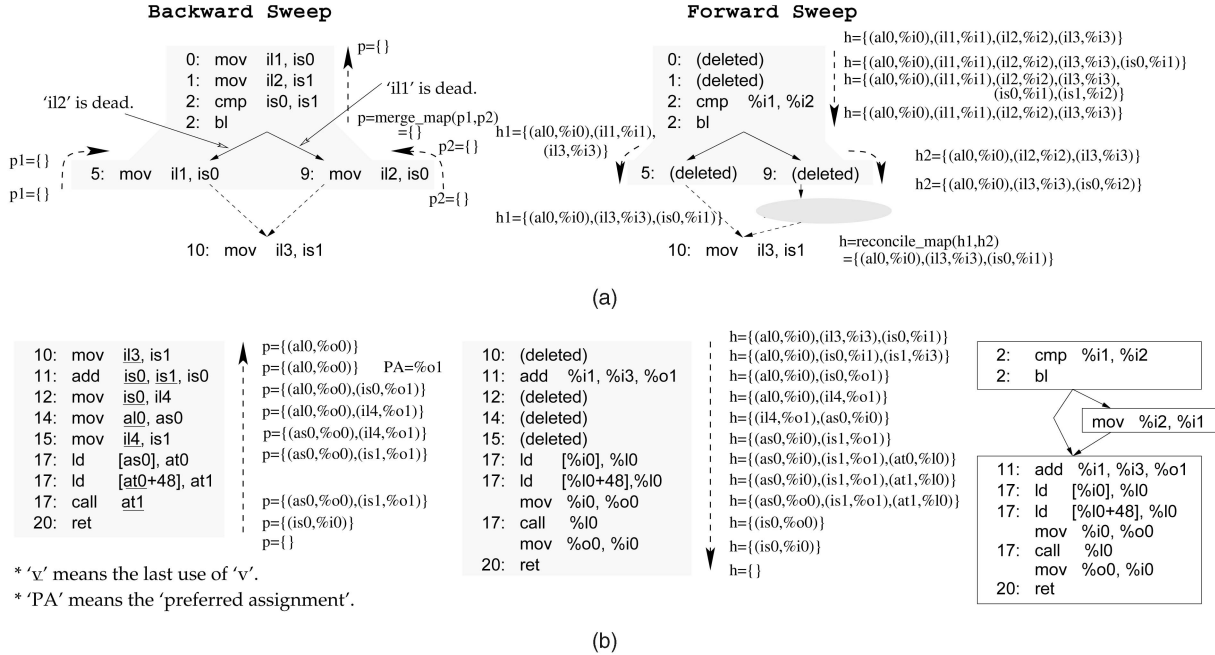 Backward Sweep
0: mov il1, is0
1: mov il2, is1
2: cmp is0, is1
2: bl
p={}
'il2' is dead.
'il1' is dead.
p=merge_map(p1,p2)
={}
p1={}
p2={}
p1={}
5: mov il1, is0
9: mov il2, is0
p2={}
10: mov il3, is1
Forward Sweep
0: (deleted)
1: (deleted)
2: cmp %i1, %i2
2: bl
h={(al0,%i0),(il1,%i1),(il2,%i2),(il3,%i3)}
h={(al0,%i0),(il1,%i1),(il2,%i2),(il3,%i3),(is0,%i1)}
h={(al0,%i0),(il1,%i1),(il2,%i2),(il3,%i3),
(is0,%i1),(is1,%i2)}
h={(al0,%i0),(il1,%i1),(il2,%i2),(il3,%i3)}
h1={(al0,%i0),(il1,%i1),
(il3,%i3)}
h2={(al0,%i0),(il2,%i2),(il3,%i3)}
5: (deleted)
9: (deleted)
h2={(al0,%i0),(il3,%i3),(is0,%i2)}
h1={(al0,%i0),(il3,%i3),(is0,%i1)}
10: mov il3, is1
h=reconcile_map(h1,h2)
={(al0,%i0),(il3,%i3),(is0,%i1)}
(a)
10: mov il3, is1
11: add is0, is1, is0
12: mov is0, il4
14: mov al0, as0
15: mov il4, is1
17: ld [as0], at0
17: ld [at0+48], at1
17: call at1
20: ret
p={(al0,%o0)}
p={(al0,%o0)} PA=%o1
p={(al0,%o0),(is0,%o1)}
p={(al0,%o0),(il4,%o1)}
p={(as0,%o0),(il4,%o1)}
p={(as0,%o0),(is1,%o1)}
p={(as0,%o0),(is1,%o1)}
p={(is0,%i0)}
p={}
* 'v' means the last use of 'v'.
* 'PA' means the 'preferred assignment'.
10: (deleted)
11: add %i1, %i3, %o1
12: (deleted)
14: (deleted)
15: (deleted)
17: ld [%i0], %l0
17: ld [%l0+48],%l0
mov %i0, %o0
17: call %l0
mov %o0, %i0
20: ret
h={(al0,%i0),(il3,%i3),(is0,%i1)}
h={(al0,%i0),(is0,%i1),(is1,%i3)}
h={(al0,%i0),(is0,%o1)}
h={(al0,%i0),(il4,%o1)}
h={(il4,%o1),(as0,%i0)}
h={(as0,%i0),(is1,%o1)}
h={(as0,%i0),(is1,%o1),(at0,%l0)}
h={(as0,%i0),(is1,%o1),(at1,%l0)}
h={(as0,%o0),(is1,%o1),(at1,%l0)}
h={(is0,%o0)}
h={(is0,%i0)}
h={}
2: cmp %i1, %i2
2: bl
mov %i2, %i1
11: add %i1, %i3, %o1
17: ld [%i0], %l0
17: ld [%l0+48], %l0
mov %i0, %o0
17: call %l0
mov %o0, %i0
20: ret
(b)